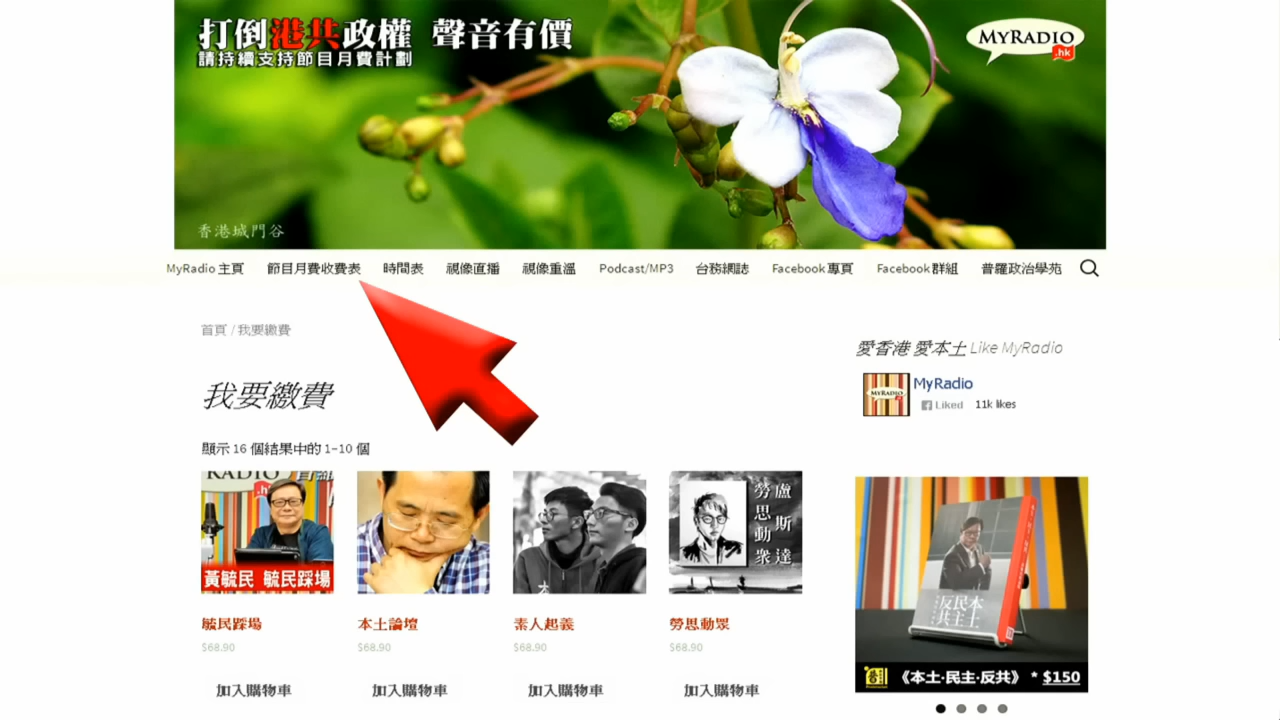 打倒港共政權 聲音有價
請持續支持節目月費計劃
MYRADIO
.hk
香港城門谷
MyRadio 主頁 節目月費收費表 時間表 視像直播 視像重溫 Podcast/MP3 台務網誌 Facebook 專頁 Facebook 群組 普羅政治學苑
首頁 / 我要繳費
愛香港 愛本土 Like MyRadio
MYRADIO
MyRadio
Liked 11k likes
我要繳費
顯示 16 個結果中的 1–10 個
RADIO
黃毓民 毓民踩場
盧斯達
勞思動眾
毓民踩場 本土論壇 素人起義 勞思動眾
$68.90 $68.90 $68.90 $68.90
加入購物車 加入購物車 加入購物車 加入購物車
本土
民主
反共
《本土·民主·反共》 * $150